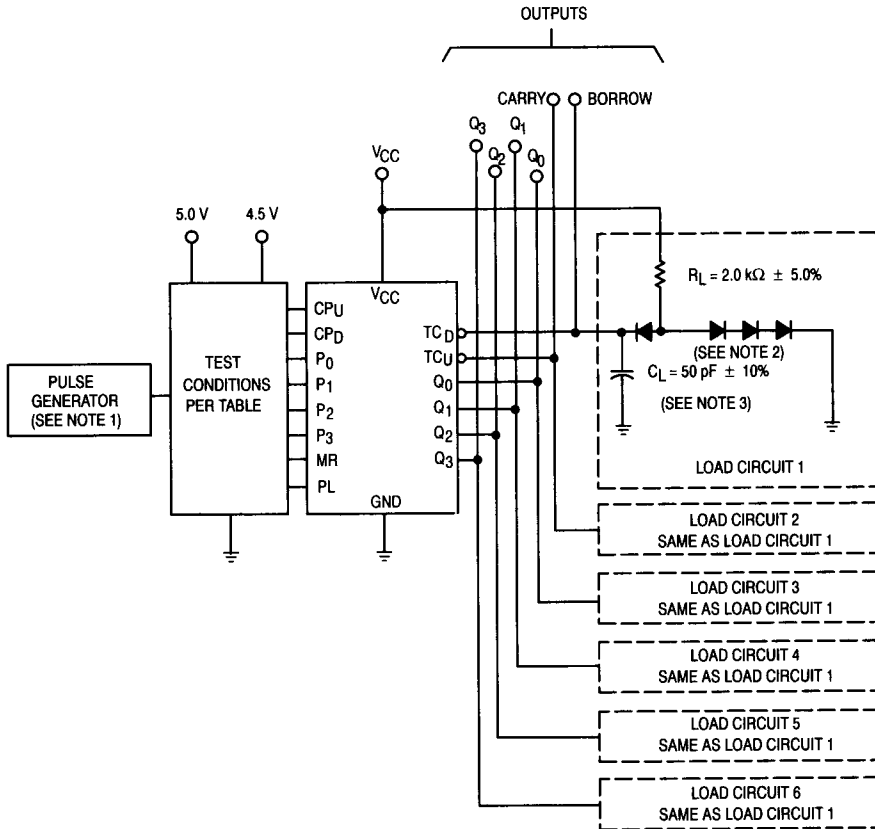 OUTPUTS
CARRY BORROW
Q3 Q1
Q2 Q0
VCC
5.0 V 4.5 V
RL = 2.0 kΩ ± 5.0%
VCC
CPU
CPD
P0
P1
P2
P3
MR
PL
TCD
TCU
Q0
Q1
Q2
Q3
GND
TEST
CONDITIONS
PER TABLE
PULSE
GENERATOR
(SEE NOTE 1)
(SEE NOTE 2)
CL = 50 pF ± 10%
(SEE NOTE 3)
LOAD CIRCUIT 1
LOAD CIRCUIT 2
SAME AS LOAD CIRCUIT 1
LOAD CIRCUIT 3
SAME AS LOAD CIRCUIT 1
LOAD CIRCUIT 4
SAME AS LOAD CIRCUIT 1
LOAD CIRCUIT 5
SAME AS LOAD CIRCUIT 1
LOAD CIRCUIT 6
SAME AS LOAD CIRCUIT 1